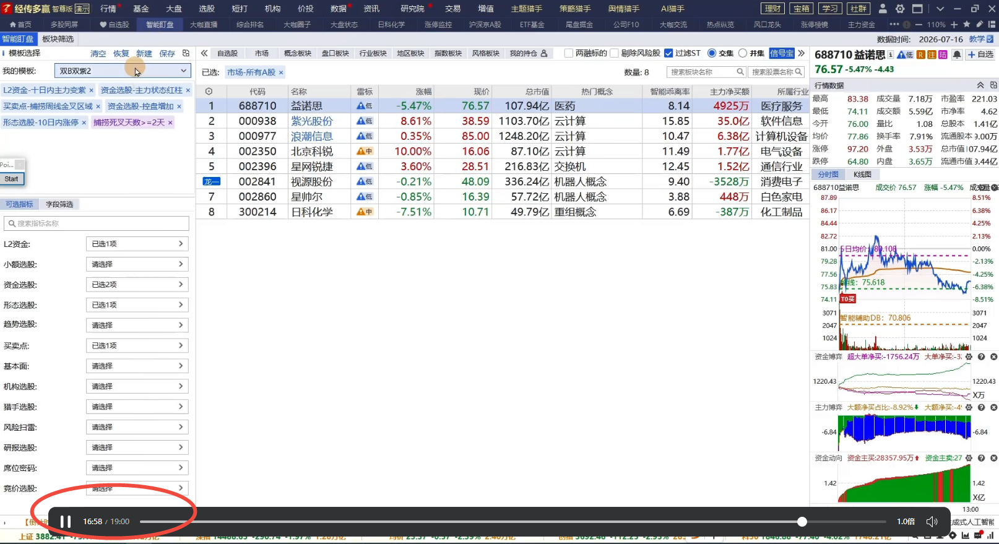 经传多赢 智尊版 演示 行情 基金 大盘 选股 短打 机构 价投 数据 资讯 研究院 交易 增值 主题猎手 策略猎手 舆情猎手 AI猎手 理财 宝箱 学习 社群
首页 多股同屏 自选股 智能盯盘 大咖直播 综合排名 大咖圈子 大盘状态 日科化学 涨停监控 沪深京A股 ETF基金 尾盘掘金 公司F10 大咖交流 热点纵览 风口龙头 涨停棱镜 主力资金 110%
智能盯盘 板块筛选 数据时间: 2026-07-16 教学
模板选择 清空 恢复 新建 保存
我的模板: 双B双紫2
L2资金-十日内主力变紫 × 资金选股-主力状态红柱 ×
买卖点-捕捞周线金叉区域 × 资金选股-控盘增加 ×
形态选股-10日内涨停 × 捕捞死叉天数>=2天 ×
Poi...
Start
可选指标 字段筛选
搜索指标名称
L2资金: 已选1项
小额选股: 请选择
资金选股: 已选2项
形态选股: 已选1项
趋势选股: 请选择
买卖点: 已选1项
基本面: 请选择
机构选股: 请选择
猎手选股: 请选择
风险扫雷: 请选择
研报选股: 请选择
席位密码: 请选择
竞价选股: 请选择
自选股 市场 概念板块 盘口板块 行业板块 地区板块 指数板块 风格板块 我的持仓 两融标的 剔除风险股 过滤ST 交集 并集 信号宝
已选: 市场-所有A股 × 数量: 8 搜索板块名称 搜索股票名称
代码 名称 雷标 涨幅 现价 总市值 热门概念 智能乖离率 主力净买额 所属行业
1 688710 益诺思 低 -5.47% 76.57 107.94亿 医药 8.14 4925万 医疗服务
2 000938 紫光股份 低 8.61% 38.59 1103.70亿 云计算 15.85 35.0亿 软件信息
3 000977 浪潮信息 低 0.35% 85.00 1248.20亿 云计算 10.47 6.38亿 计算机设备
4 002350 北京科锐 中 10.00% 16.06 87.10亿 云计算 11.49 1.77亿 电气设备
5 002396 星网锐捷 低 3.60% 28.51 216.83亿 交换机 12.45 1.52亿 通信行业
龙一 002841 视源股份 低 -0.21% 48.09 336.24亿 机器人概念 9.40 -3528万 消费电子
7 002860 星帅尔 低 -0.85% 16.39 57.72亿 机器人概念 3.88 448万 白色家电
8 300214 日科化学 中 -7.51% 10.71 49.79亿 重组概念 6.69 -387万 化工制品
688710 益诺思 低 R 注 陆 自选
76.57 -5.47% -4.43
行情数据
最高 83.38 成交量 7.18万 市盈率 221.03
最低 74.11 成交额 5.59亿 市净率 4.62
今开 76.00 量比 1.08 总股本 1.41亿
均价 77.86 换手率 7.91% 流通股本 9.00万
涨停 97.20 外盘 3.53万 总市值 07.94亿
跌停 64.80 内盘 3.65万 流通市值 9.44亿
分时图 K线图
688710益诺思 成交价 76.57 涨幅 -5.47%
87.89 8.51%
86.17 6.38%
84.44 4.25%
82.72 2.13%
81.00 5日均价: 80.108 0.00%
79.28 -2.13%
77.56 -4.25%
75.83 线: 75.618 -6.38%
74.11 T0买 -8.51%
3071 智能辅助DB: 70.806 3071
2047 2047
1024 1024
资金博弈 超大单净买:-1756.24万 大单净买:-3
1220.43 1220.43
X万
主力博弈 大额净买占比:-8.92% 大额净买:-4
-6.84 -6.84
资金动向 资金主买:28357.95万 资金主卖:27
1.42 1.42
X亿
13:00
16:58 / 19:00 1.0倍
成式人工智能
上证 3882.41